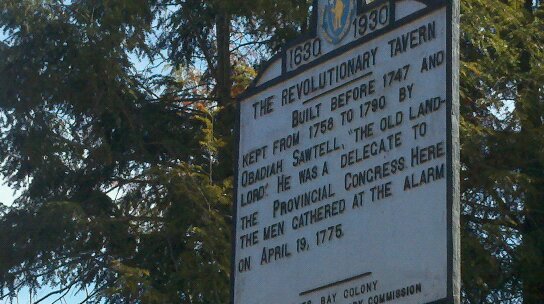 1630 1930
THE REVOLUTIONARY TAVERN
BUILT BEFORE 1747 AND
KEPT FROM 1758 TO 1790 BY
OBADIAH SAWTELL, "THE OLD LAND-
LORD". HE WAS A DELEGATE TO
THE PROVINCIAL CONGRESS. HERE
THE MEN GATHERED AT THE ALARM
ON APRIL 19, 1775.
BAY COLONY
COMMISSION